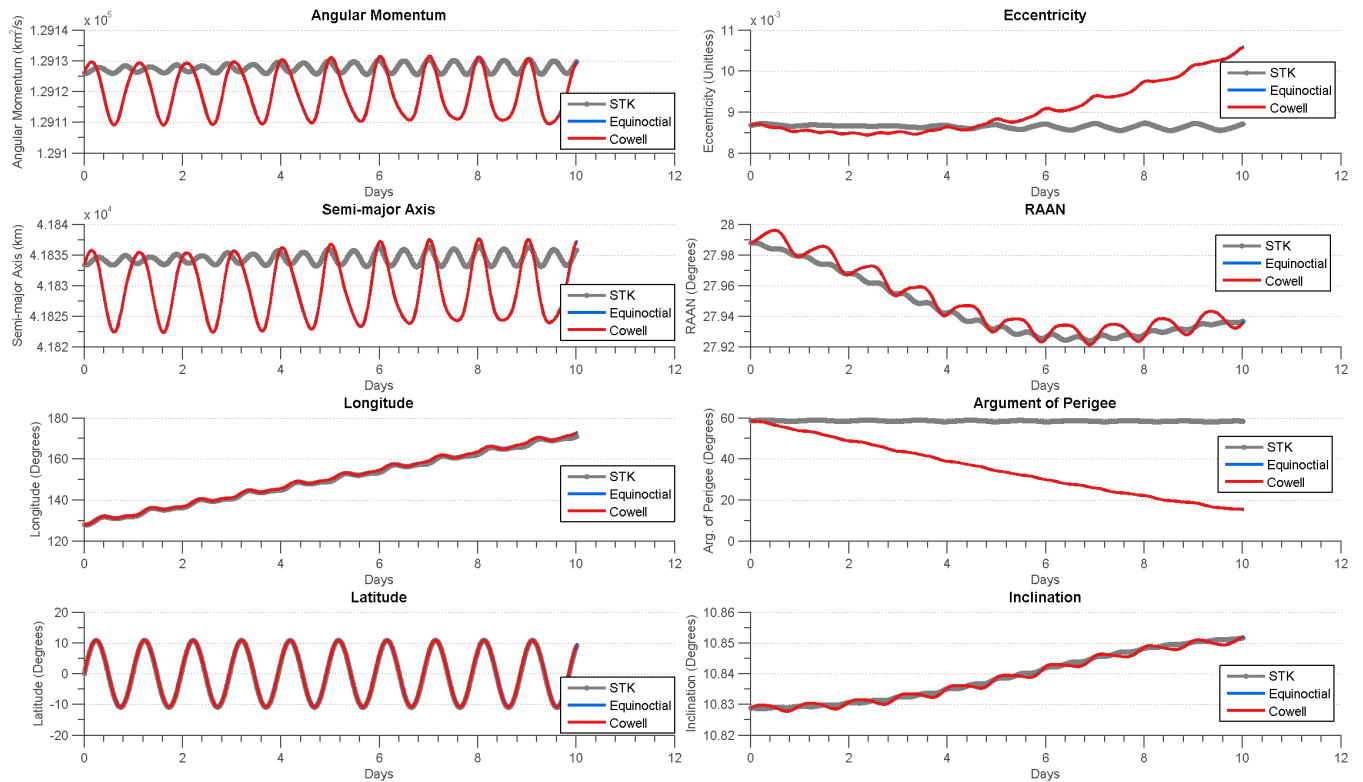 Angular Momentum
x 10^5
Angular Momentum (km^2/s)
1.2914
1.2913
1.2912
1.2911
1.291
0 2 4 6 8 10 12
Days
STK
Equinoctial
Cowell
Eccentricity
x 10^-3
Eccentricity (Unitless)
11
10
9
8
0 2 4 6 8 10 12
Days
STK
Equinoctial
Cowell
Semi-major Axis
x 10^4
Semi-major Axis (km)
4.184
4.1835
4.183
4.1825
4.182
0 2 4 6 8 10 12
Days
STK
Equinoctial
Cowell
RAAN
RAAN (Degrees)
28
27.98
27.96
27.94
27.92
0 2 4 6 8 10 12
Days
STK
Equinoctial
Cowell
Longitude
Longitude (Degrees)
180
160
140
120
0 2 4 6 8 10 12
Days
STK
Equinoctial
Cowell
Argument of Perigee
Arg. of Perigee (Degrees)
60
40
20
0
0 2 4 6 8 10 12
Days
STK
Equinoctial
Cowell
Latitude
Latitude (Degrees)
20
10
0
-10
-20
0 2 4 6 8 10 12
Days
STK
Equinoctial
Cowell
Inclination
Inclination (Degrees)
10.86
10.85
10.84
10.83
10.82
0 2 4 6 8 10 12
Days
STK
Equinoctial
Cowell